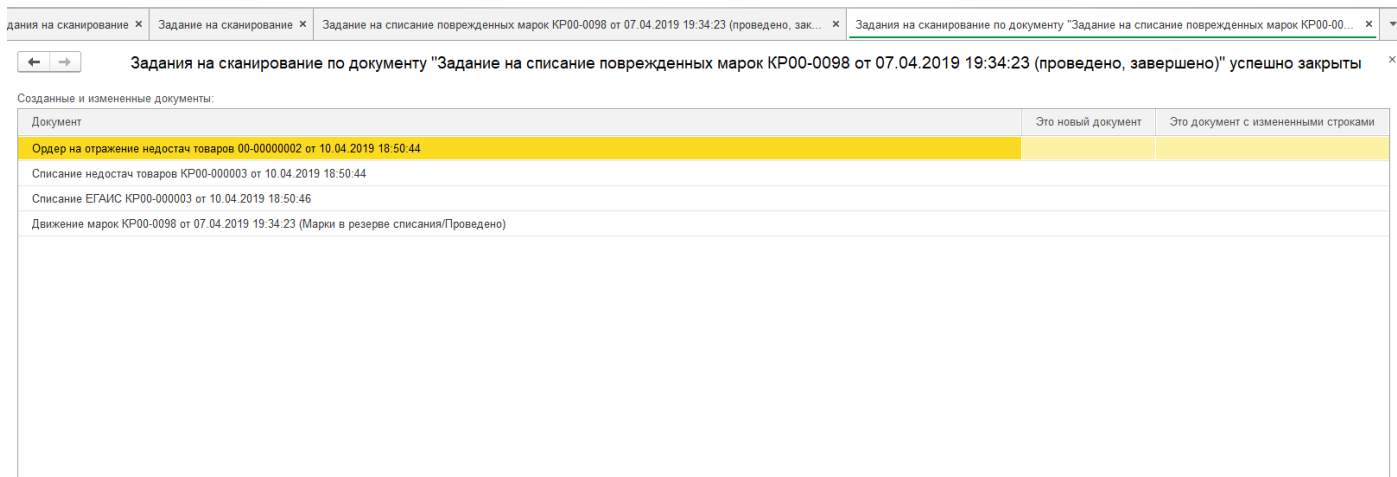 дания на сканирование × Задание на сканирование × Задание на списание поврежденных марок КР00-0098 от 07.04.2019 19:34:23 (проведено, зак... × Задания на сканирование по документу "Задание на списание поврежденных марок КР00-00... ×
Задания на сканирование по документу "Задание на списание поврежденных марок КР00-0098 от 07.04.2019 19:34:23 (проведено, завершено)" успешно закрыты ×
Созданные и измененные документы:
Документ Это новый документ Это документ с измененными строками
Ордер на отражение недостач товаров 00-00000002 от 10.04.2019 18:50:44
Списание недостач товаров КР00-000003 от 10.04.2019 18:50:44
Списание ЕГАИС КР00-000003 от 10.04.2019 18:50:46
Движение марок КР00-0098 от 07.04.2019 19:34:23 (Марки в резерве списания/Проведено)